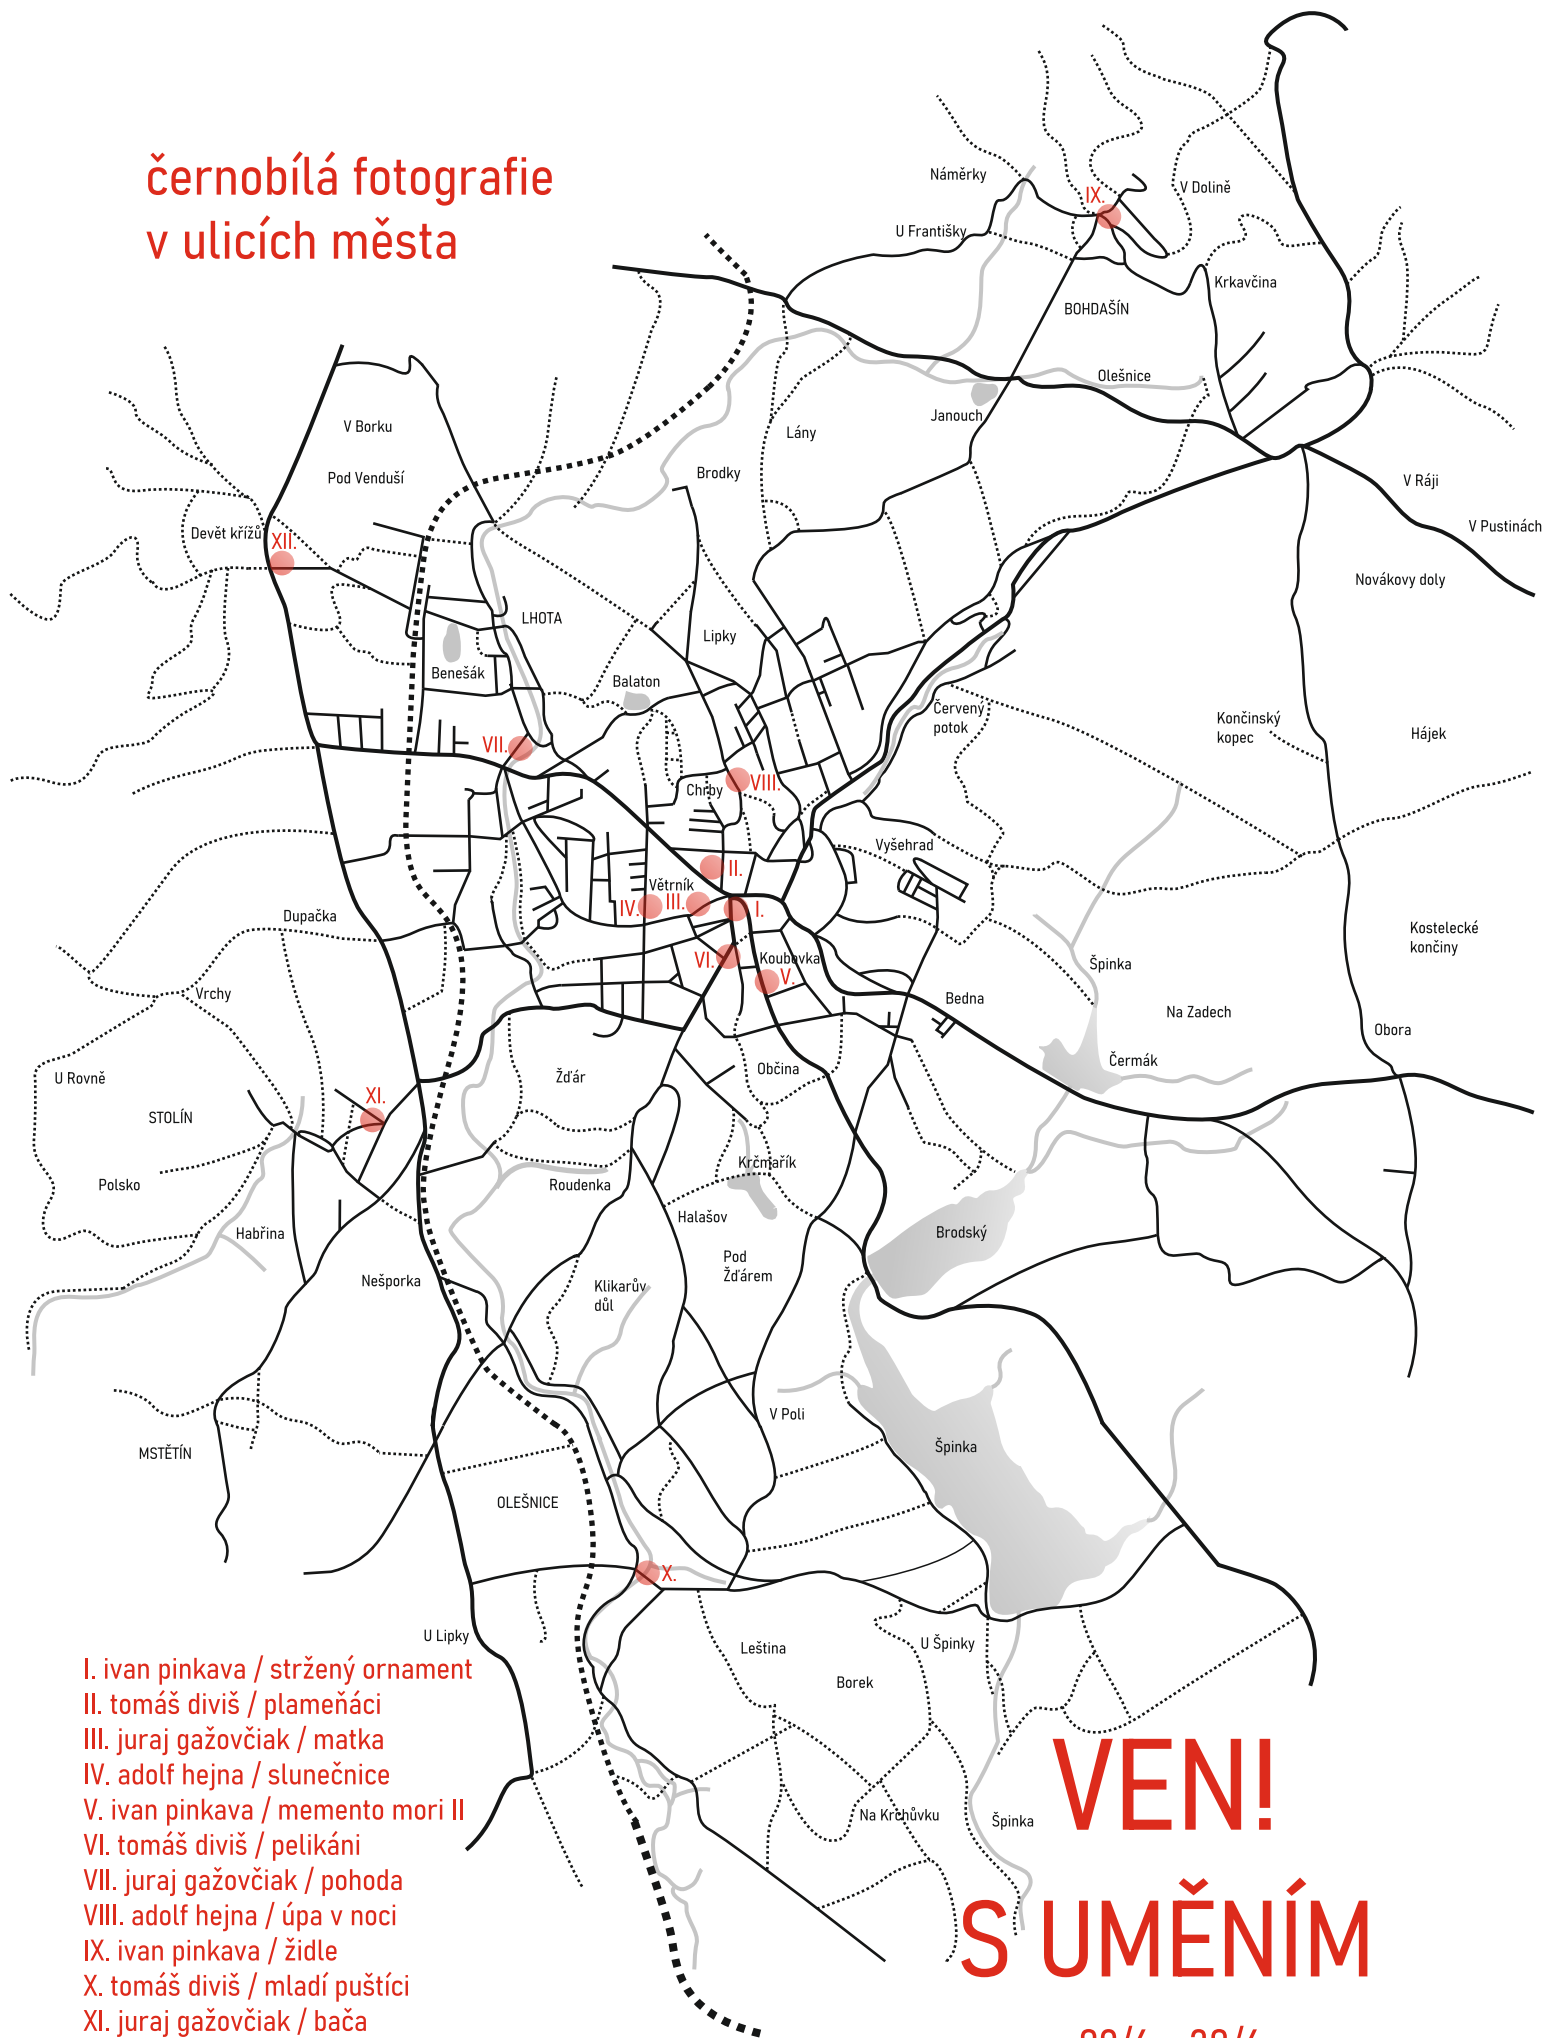 černobílá fotografie
v ulicích města
Náměrky
IX.
V Dolině
U Františky
Krkavčina
BOHDAŠÍN
Olešnice
Janouch
V Borku
Lány
Pod Venduší
Brodky
V Ráji
V Pustinách
Devět křížů
XII.
Novákovy doly
LHOTA
Lipky
Benešák
Balaton
Červený
potok
Končinský
kopec
Hájek
VII.
Chrby
VIII.
Vyšehrad
II.
Větrník
IV.
III.
I.
Dupačka
Kostelecké
končiny
VI.
Koubovka
V.
Špinka
Vrchy
Bedna
Na Zadech
Obora
U Rovně
Žďár
Občina
Čermák
XI.
STOLÍN
Krčmařík
Polsko
Roudenka
Halašov
Habřina
Brodský
Pod
Žďárem
Nešporka
Klikarův
důl
V Poli
MSTĚTÍN
Špinka
OLEŠNICE
X.
U Lipky
Leština
U Špinky
Borek
Na Krchůvku
Špinka
I. ivan pinkava / stržený ornament
II. tomáš diviš / plameňáci
III. juraj gažovčiak / matka
IV. adolf hejna / slunečnice
V. ivan pinkava / memento mori II
VI. tomáš diviš / pelikáni
VII. juraj gažovčiak / pohoda
VIII. adolf hejna / úpa v noci
IX. ivan pinkava / židle
X. tomáš diviš / mladí puštíci
XI. juraj gažovčiak / bača
VEN!
S UMĚNÍM